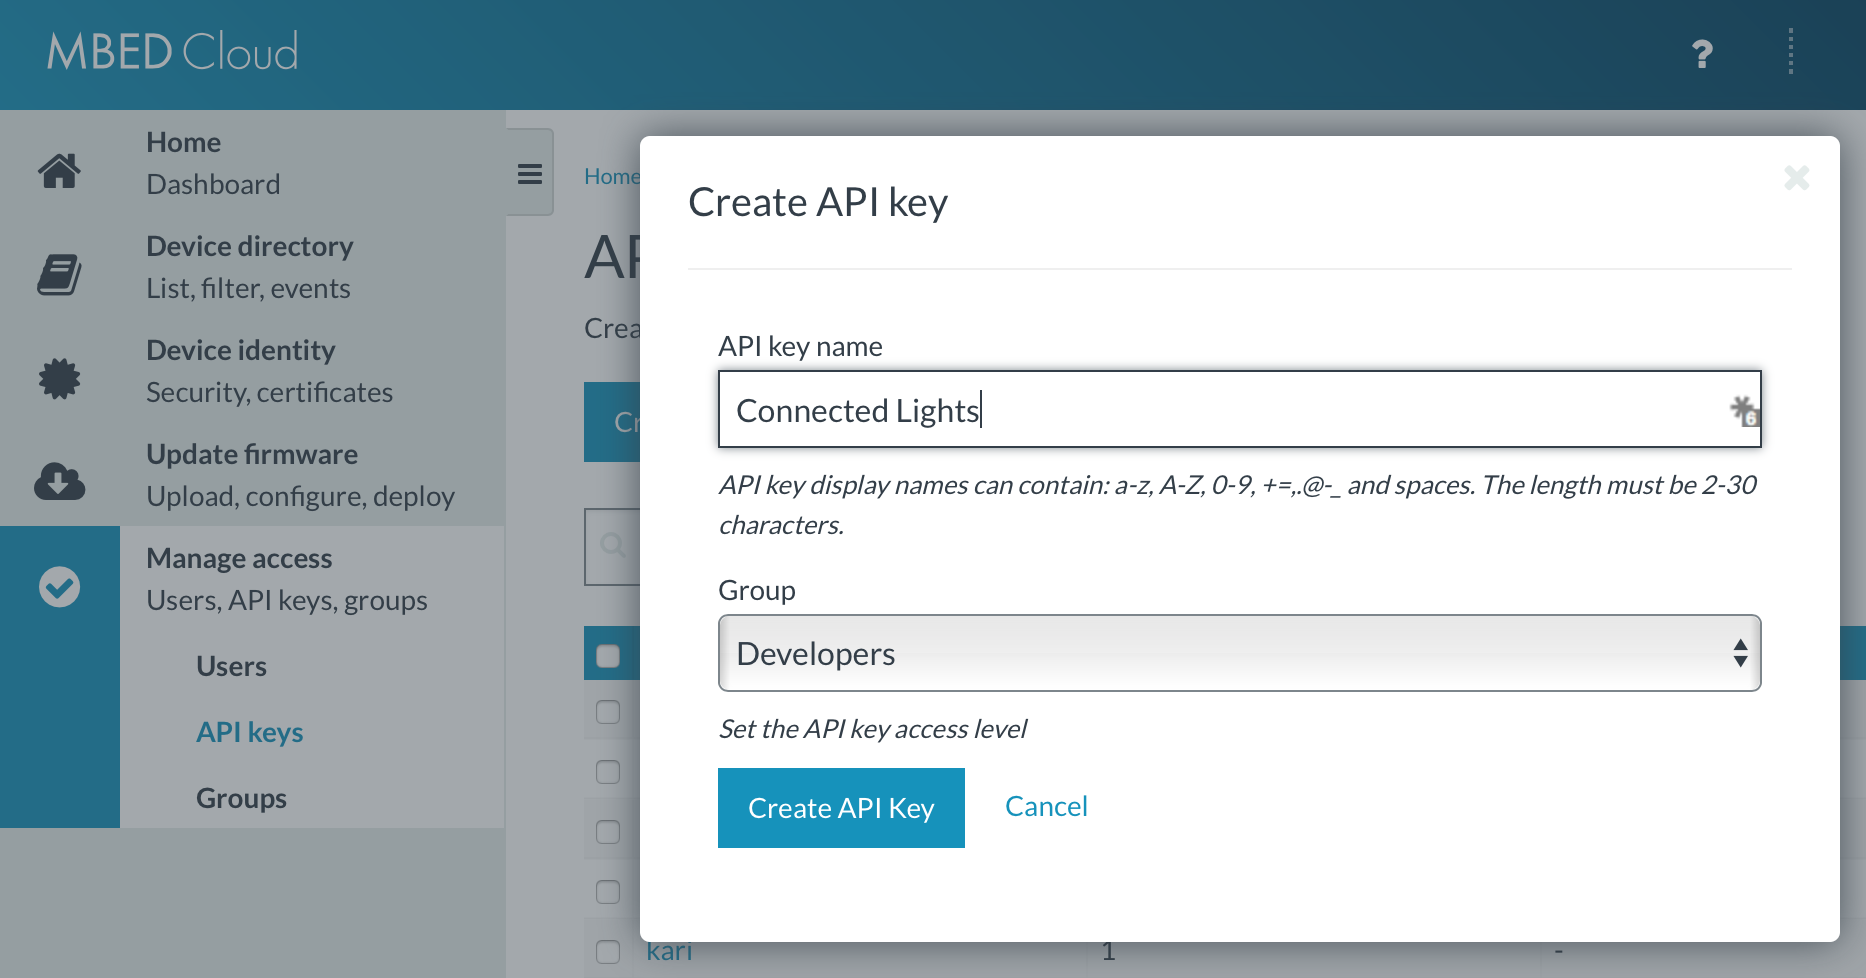 MBED Cloud
?
Home
Dashboard
Device directory
List, filter, events
Device identity
Security, certificates
Update firmware
Upload, configure, deploy
Manage access
Users, API keys, groups
Users
API keys
Groups
Home
Create API key
API key name
Connected Lights
6
API key display names can contain: a-z, A-Z, 0-9, +=,.@-_ and spaces. The length must be 2-30
characters.
Group
Developers
Set the API key access level
Create API Key
Cancel
kari 1 -